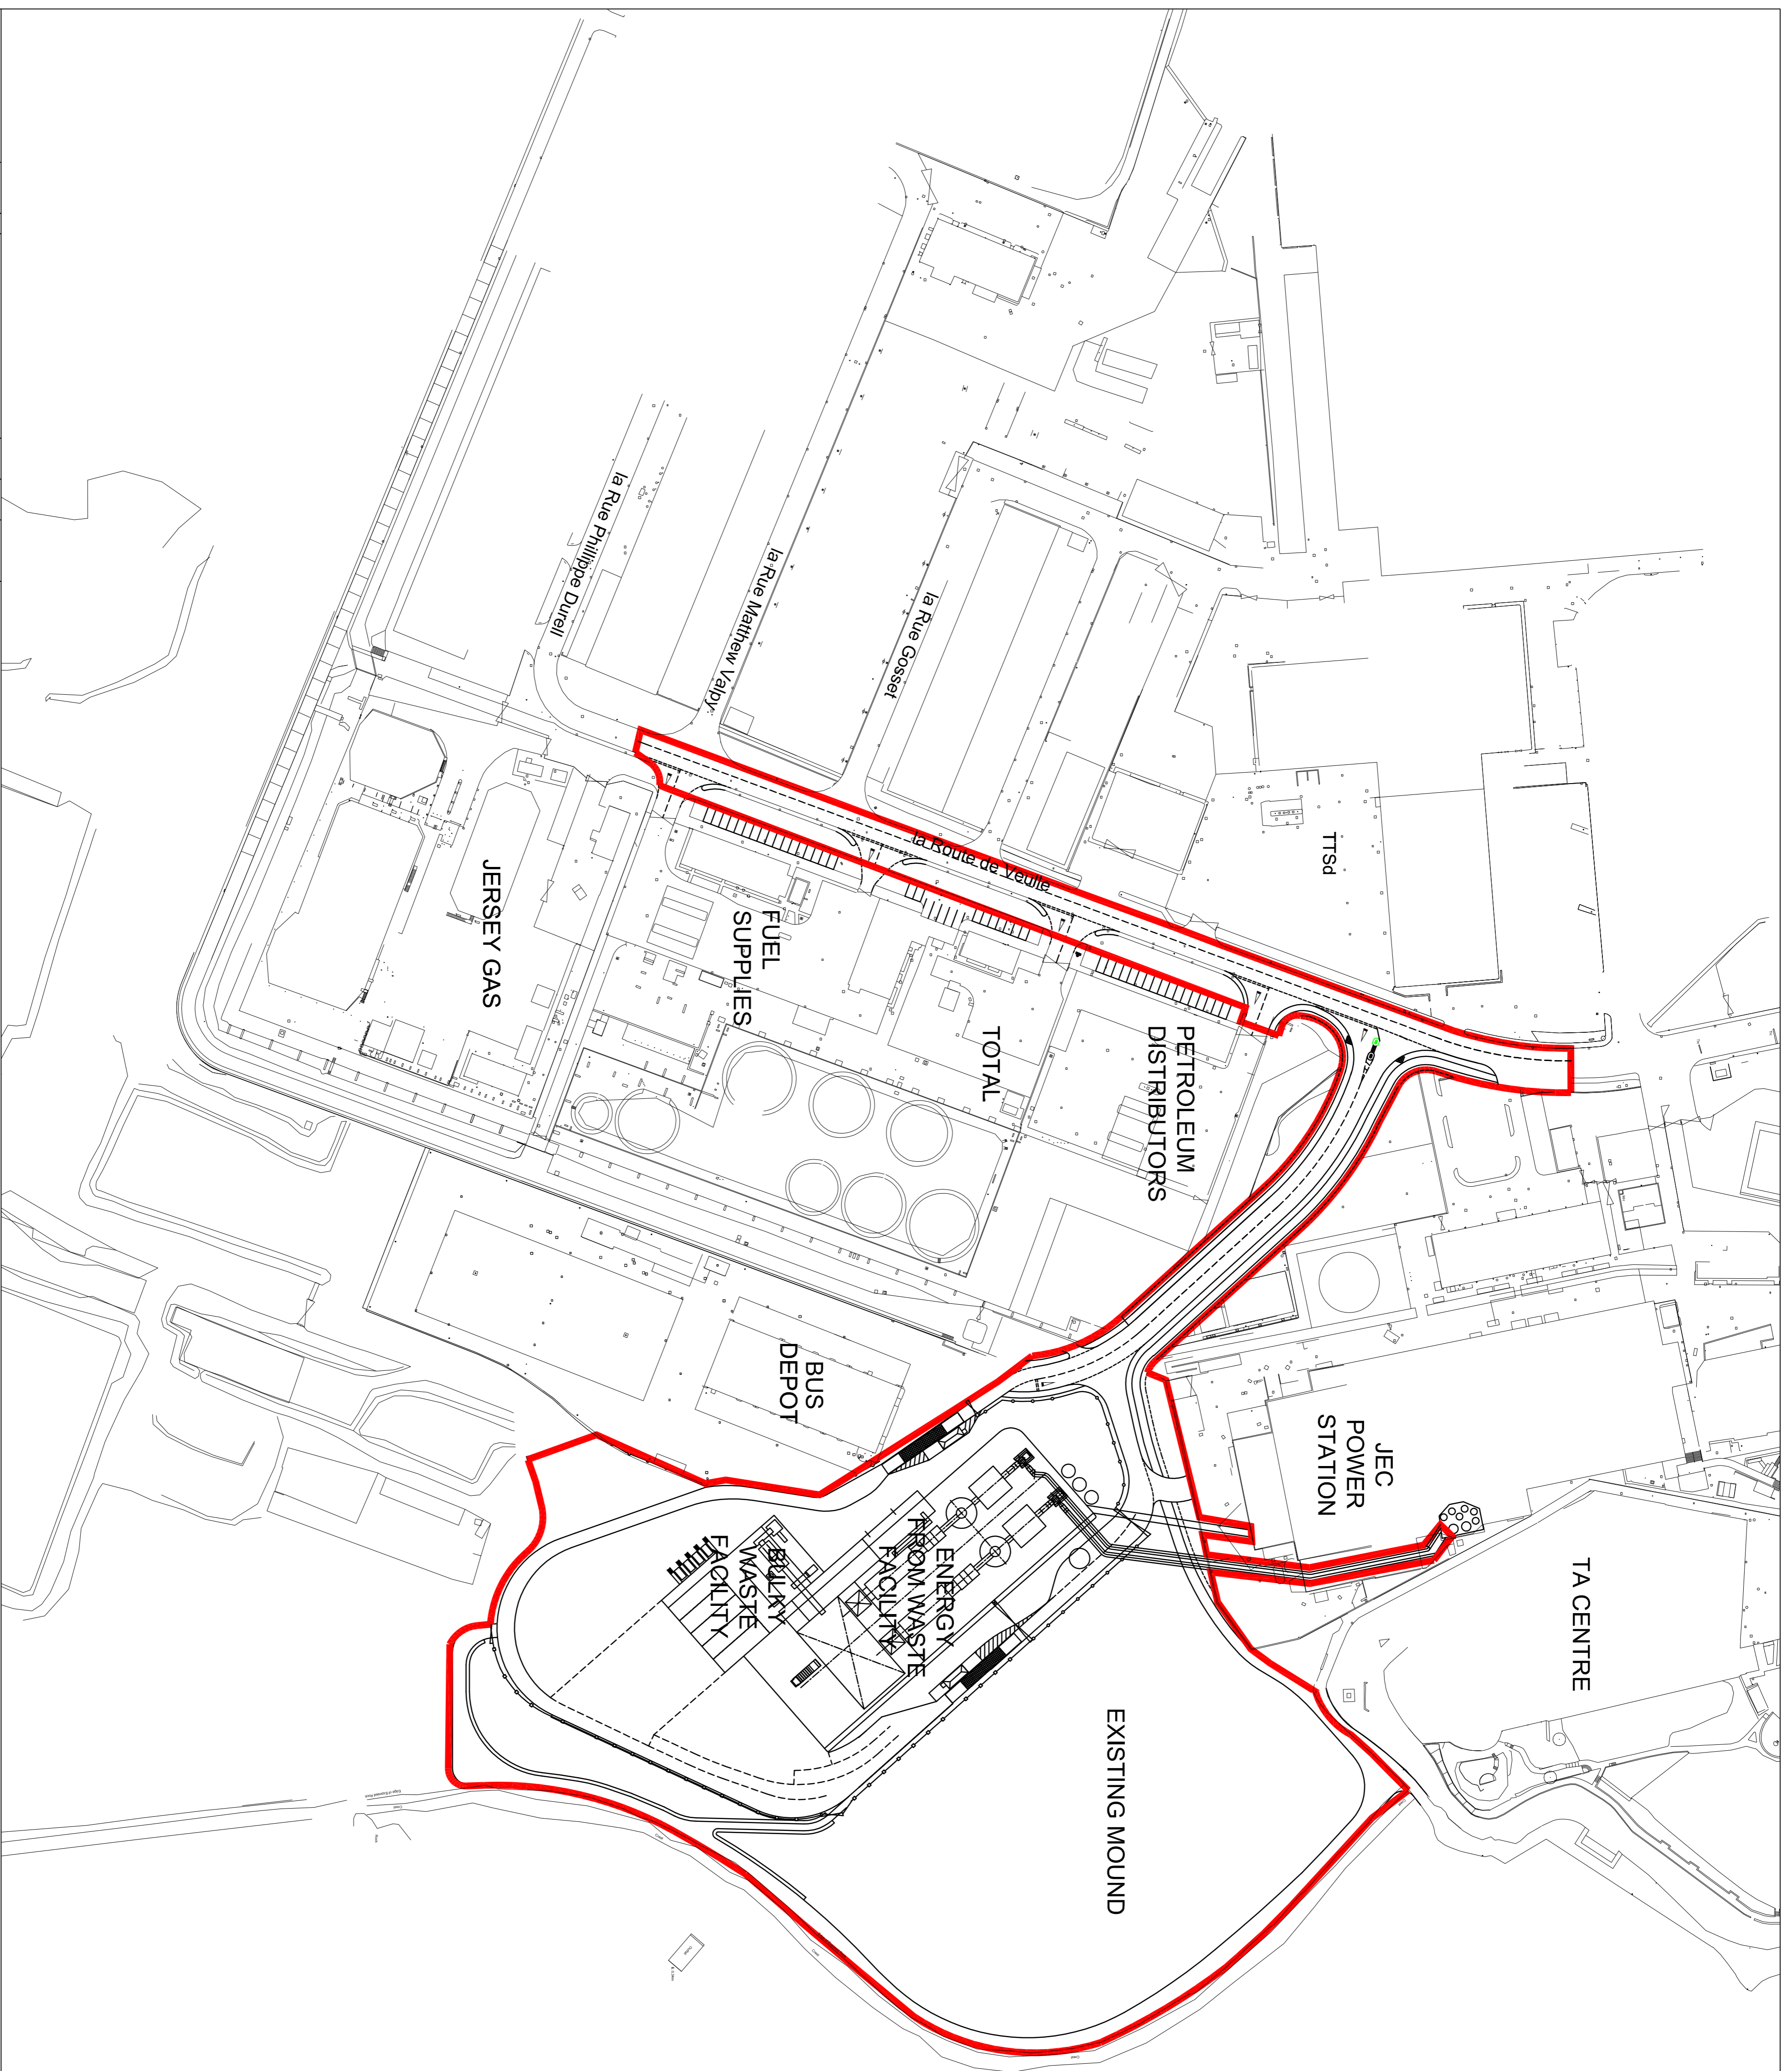 la Rue Phillippe Durell
la Rue Matthew Valpy
la Rue Gosset
la Route de Veulle
TTSd
JERSEY GAS
FUEL
SUPPLIES
TOTAL
PETROLEUM
DISTRIBUTORS
BUS
DEPOT
JEC
POWER
STATION
TA CENTRE
ENERGY
FROM WASTE
FACILITY
BULKY
WASTE
FACILITY
EXISTING MOUND